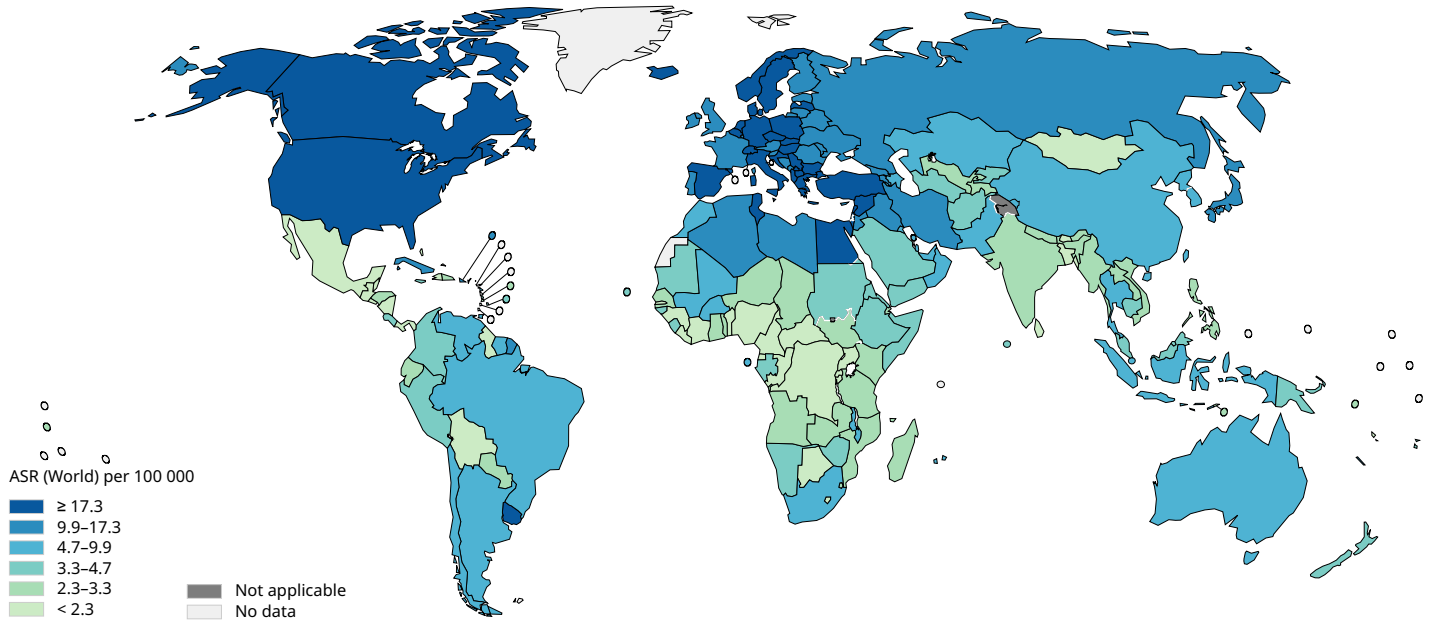 ASR (World) per 100 000
≥ 17.3
9.9–17.3
4.7–9.9
3.3–4.7
2.3–3.3
< 2.3
Not applicable
No data